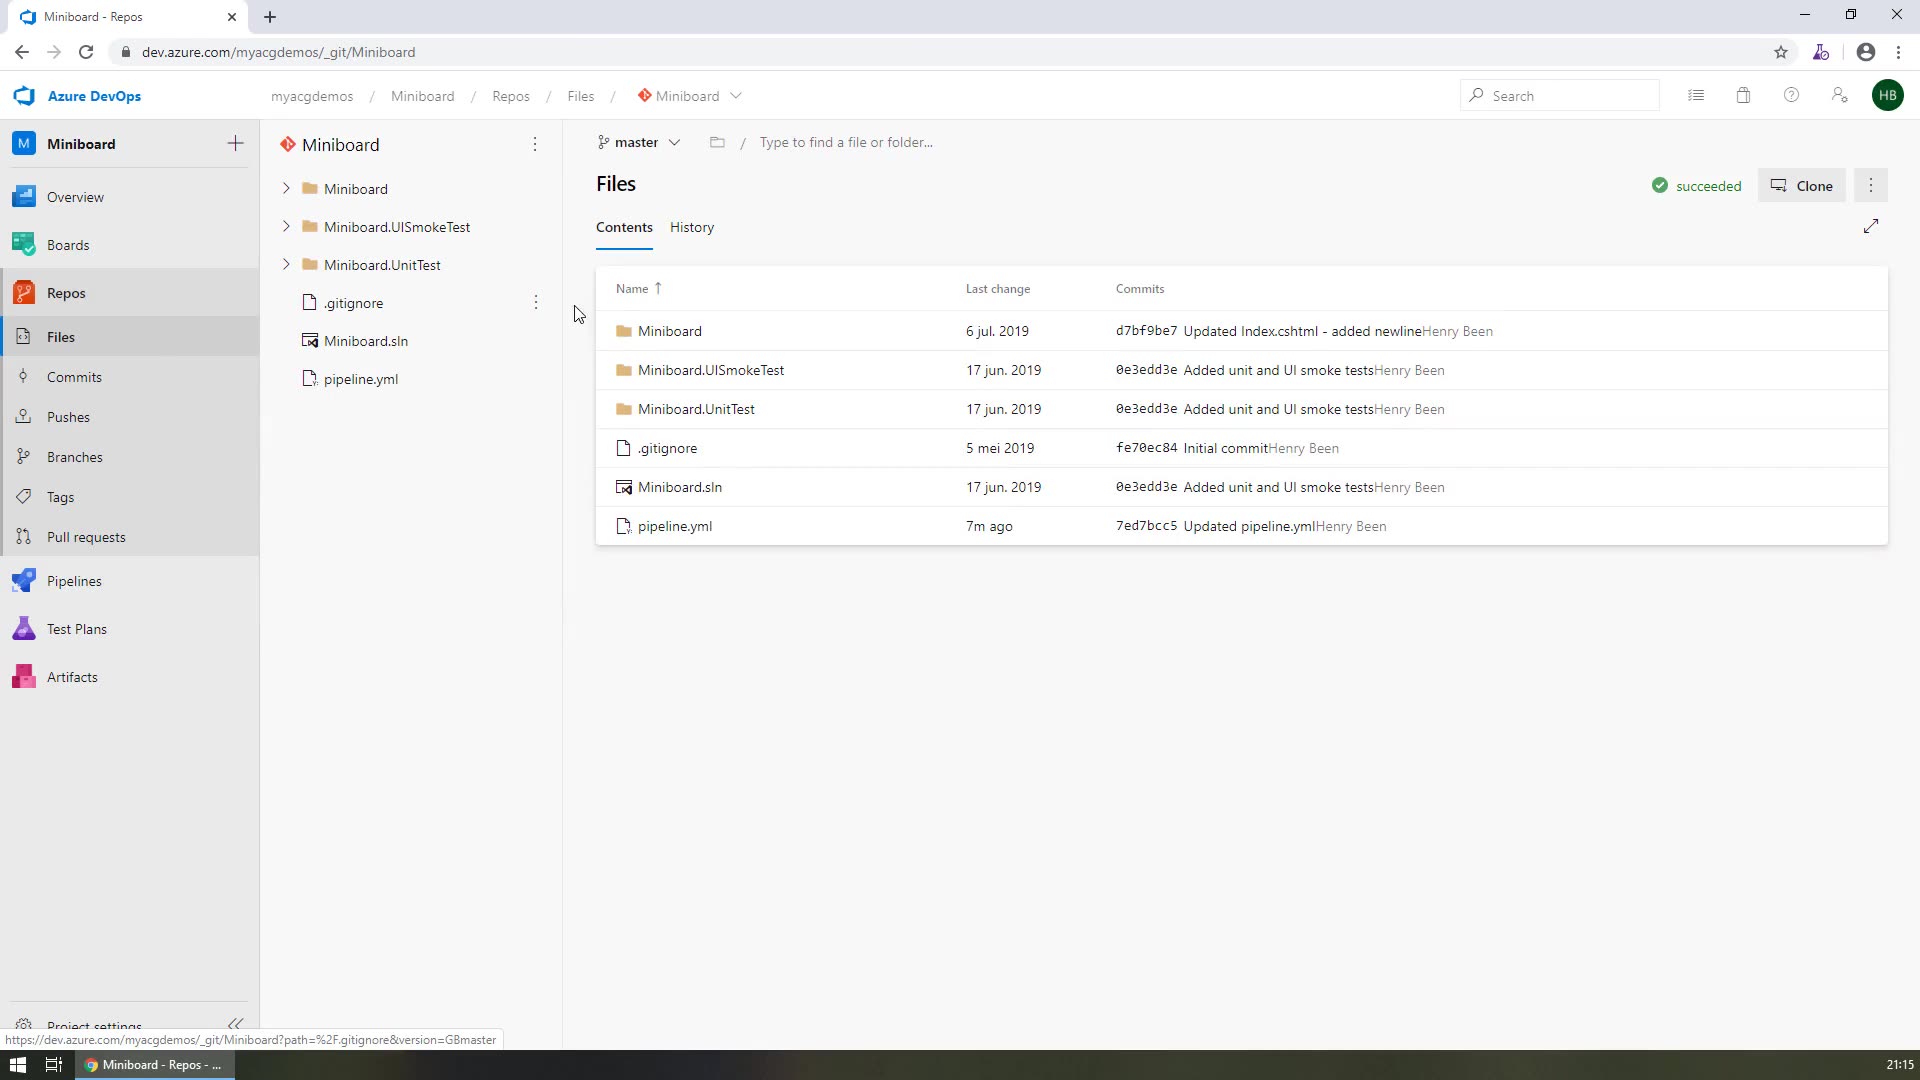 Miniboard - Repos
dev.azure.com/myacgdemos/_git/Miniboard
Azure DevOps
myacgdemos / Miniboard / Repos / Files / Miniboard
Search
HB
M Miniboard
Overview
Boards
Repos
Files
Commits
Pushes
Branches
Tags
Pull requests
Pipelines
Test Plans
Artifacts
Project settings
Miniboard
Miniboard
Miniboard.UISmokeTest
Miniboard.UnitTest
.gitignore
Miniboard.sln
pipeline.yml
master / Type to find a file or folder...
Files
succeeded
Clone
Contents History
Name Last change Commits
Miniboard 6 jul. 2019 d7bf9be7 Updated Index.cshtml - added newlineHenry Been
Miniboard.UISmokeTest 17 jun. 2019 0e3edd3e Added unit and UI smoke testsHenry Been
Miniboard.UnitTest 17 jun. 2019 0e3edd3e Added unit and UI smoke testsHenry Been
.gitignore 5 mei 2019 fe70ec84 Initial commitHenry Been
Miniboard.sln 17 jun. 2019 0e3edd3e Added unit and UI smoke testsHenry Been
pipeline.yml 7m ago 7ed7bcc5 Updated pipeline.ymlHenry Been
https://dev.azure.com/myacgdemos/_git/Miniboard?path=%2F.gitignore&version=GBmaster
Miniboard - Repos - ...
21:15